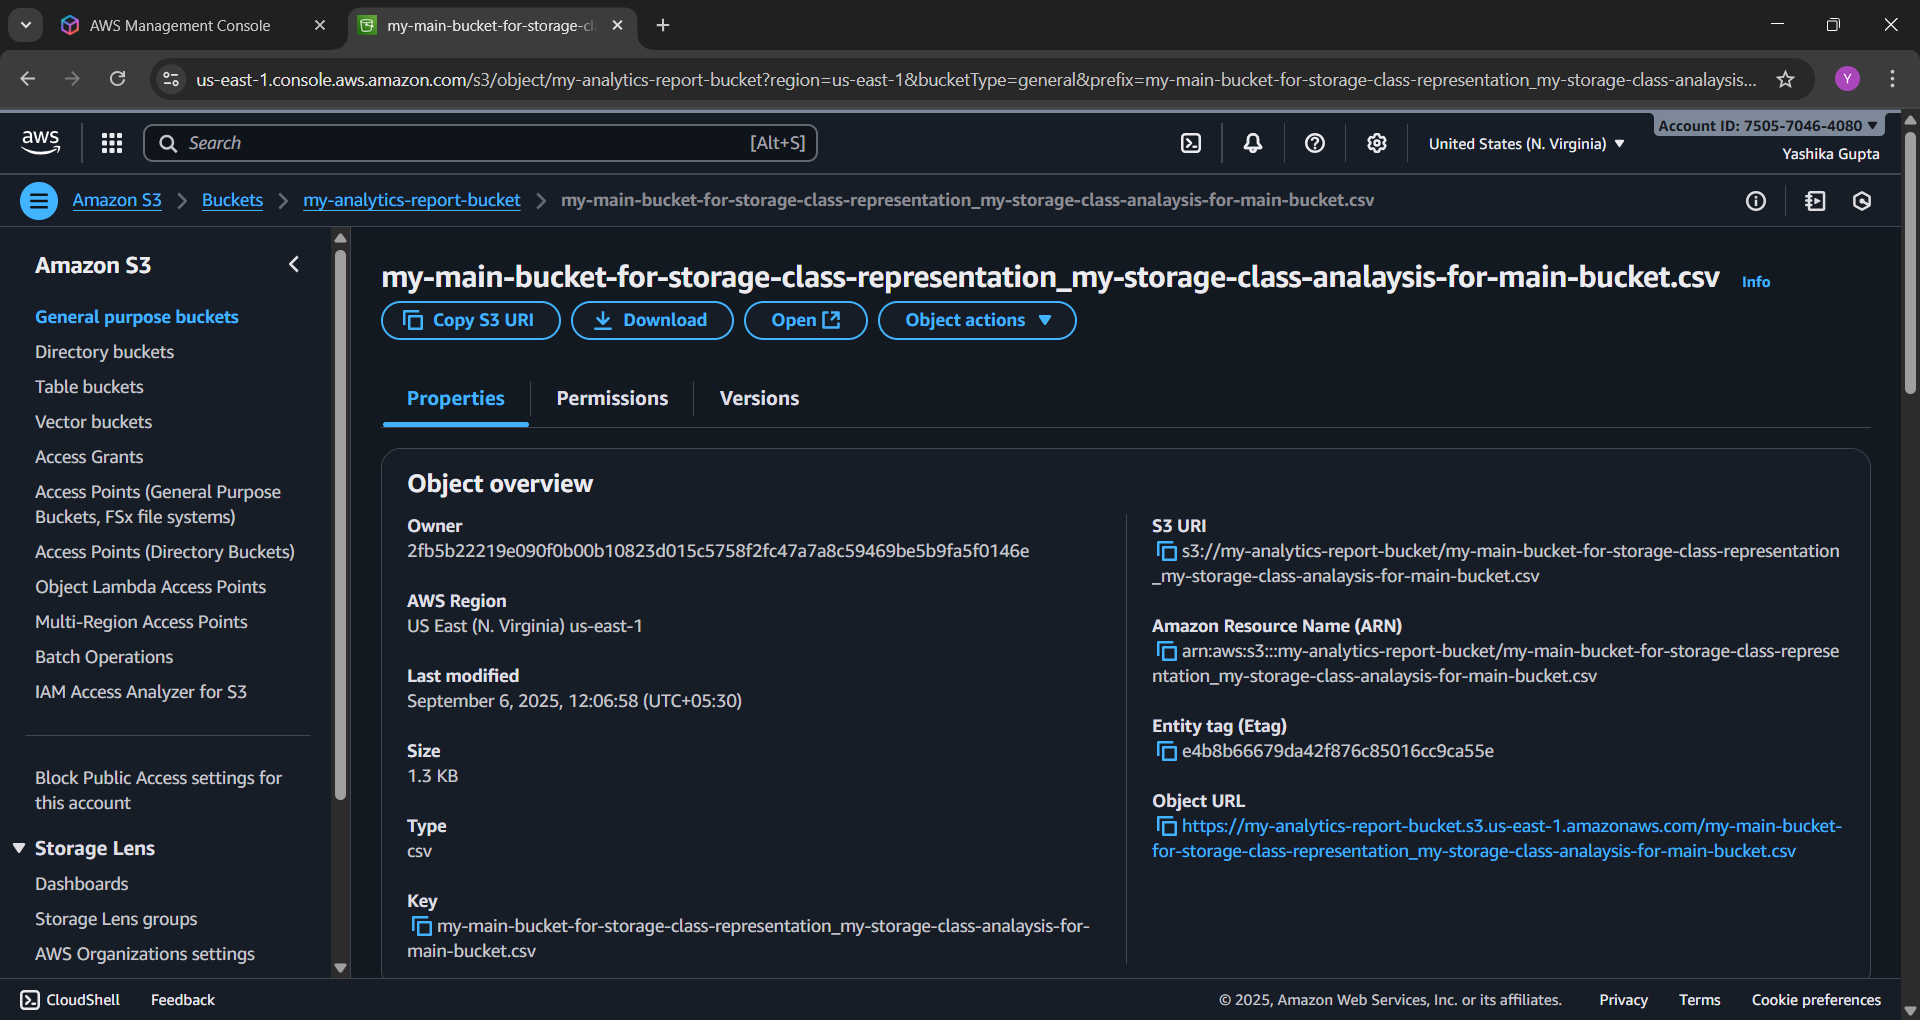 AWS Management Console
my-main-bucket-for-storage-cl
us-east-1.console.aws.amazon.com/s3/object/my-analytics-report-bucket?region=us-east-1&bucketType=general&prefix=my-main-bucket-for-storage-class-representation_my-storage-class-analaysis...
Y
aws
Search
[Alt+S]
United States (N. Virginia)
Account ID: 7505-7046-4080
Yashika Gupta
Amazon S3
Buckets
my-analytics-report-bucket
my-main-bucket-for-storage-class-representation_my-storage-class-analaysis-for-main-bucket.csv
Amazon S3
General purpose buckets
Directory buckets
Table buckets
Vector buckets
Access Grants
Access Points (General Purpose
Buckets, FSx file systems)
Access Points (Directory Buckets)
Object Lambda Access Points
Multi-Region Access Points
Batch Operations
IAM Access Analyzer for S3
Block Public Access settings for
this account
Storage Lens
Dashboards
Storage Lens groups
AWS Organizations settings
my-main-bucket-for-storage-class-representation_my-storage-class-analaysis-for-main-bucket.csv
Info
Copy S3 URI
Download
Open
Object actions
Properties
Permissions
Versions
Object overview
Owner
2fb5b22219e090f0b00b10823d015c5758f2fc47a7a8c59469be5b9fa5f0146e
AWS Region
US East (N. Virginia) us-east-1
Last modified
September 6, 2025, 12:06:58 (UTC+05:30)
Size
1.3 KB
Type
csv
Key
my-main-bucket-for-storage-class-representation_my-storage-class-analaysis-for-
main-bucket.csv
S3 URI
s3://my-analytics-report-bucket/my-main-bucket-for-storage-class-representation
_my-storage-class-analaysis-for-main-bucket.csv
Amazon Resource Name (ARN)
arn:aws:s3:::my-analytics-report-bucket/my-main-bucket-for-storage-class-represe
ntation_my-storage-class-analaysis-for-main-bucket.csv
Entity tag (Etag)
e4b8b66679da42f876c85016cc9ca55e
Object URL
https://my-analytics-report-bucket.s3.us-east-1.amazonaws.com/my-main-bucket-
for-storage-class-representation_my-storage-class-analaysis-for-main-bucket.csv
CloudShell
Feedback
© 2025, Amazon Web Services, Inc. or its affiliates.
Privacy
Terms
Cookie preferences